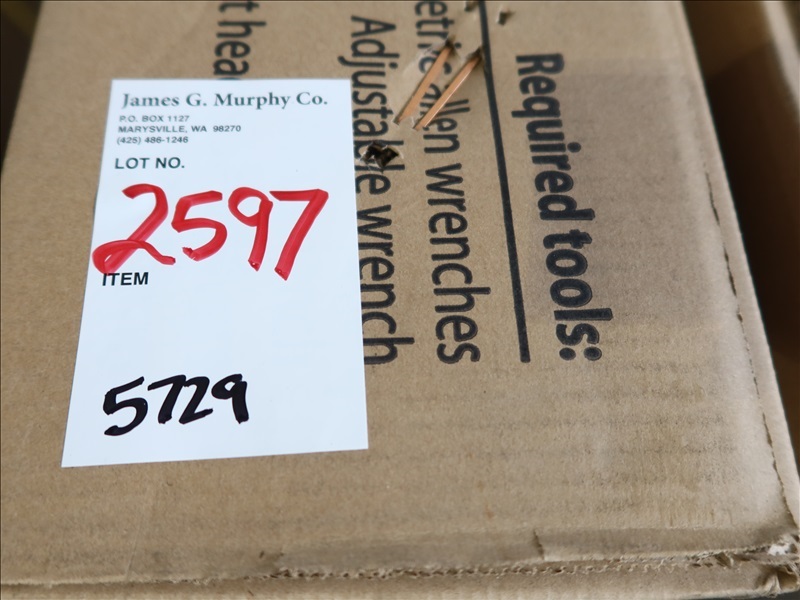 James G. Murphy Co.
P.O. BOX 1127
MARYSVILLE, WA 98270
(425) 486-1246
LOT NO.
2597
ITEM
5729
Required tools:
allen wrenches
Adjustable wrench